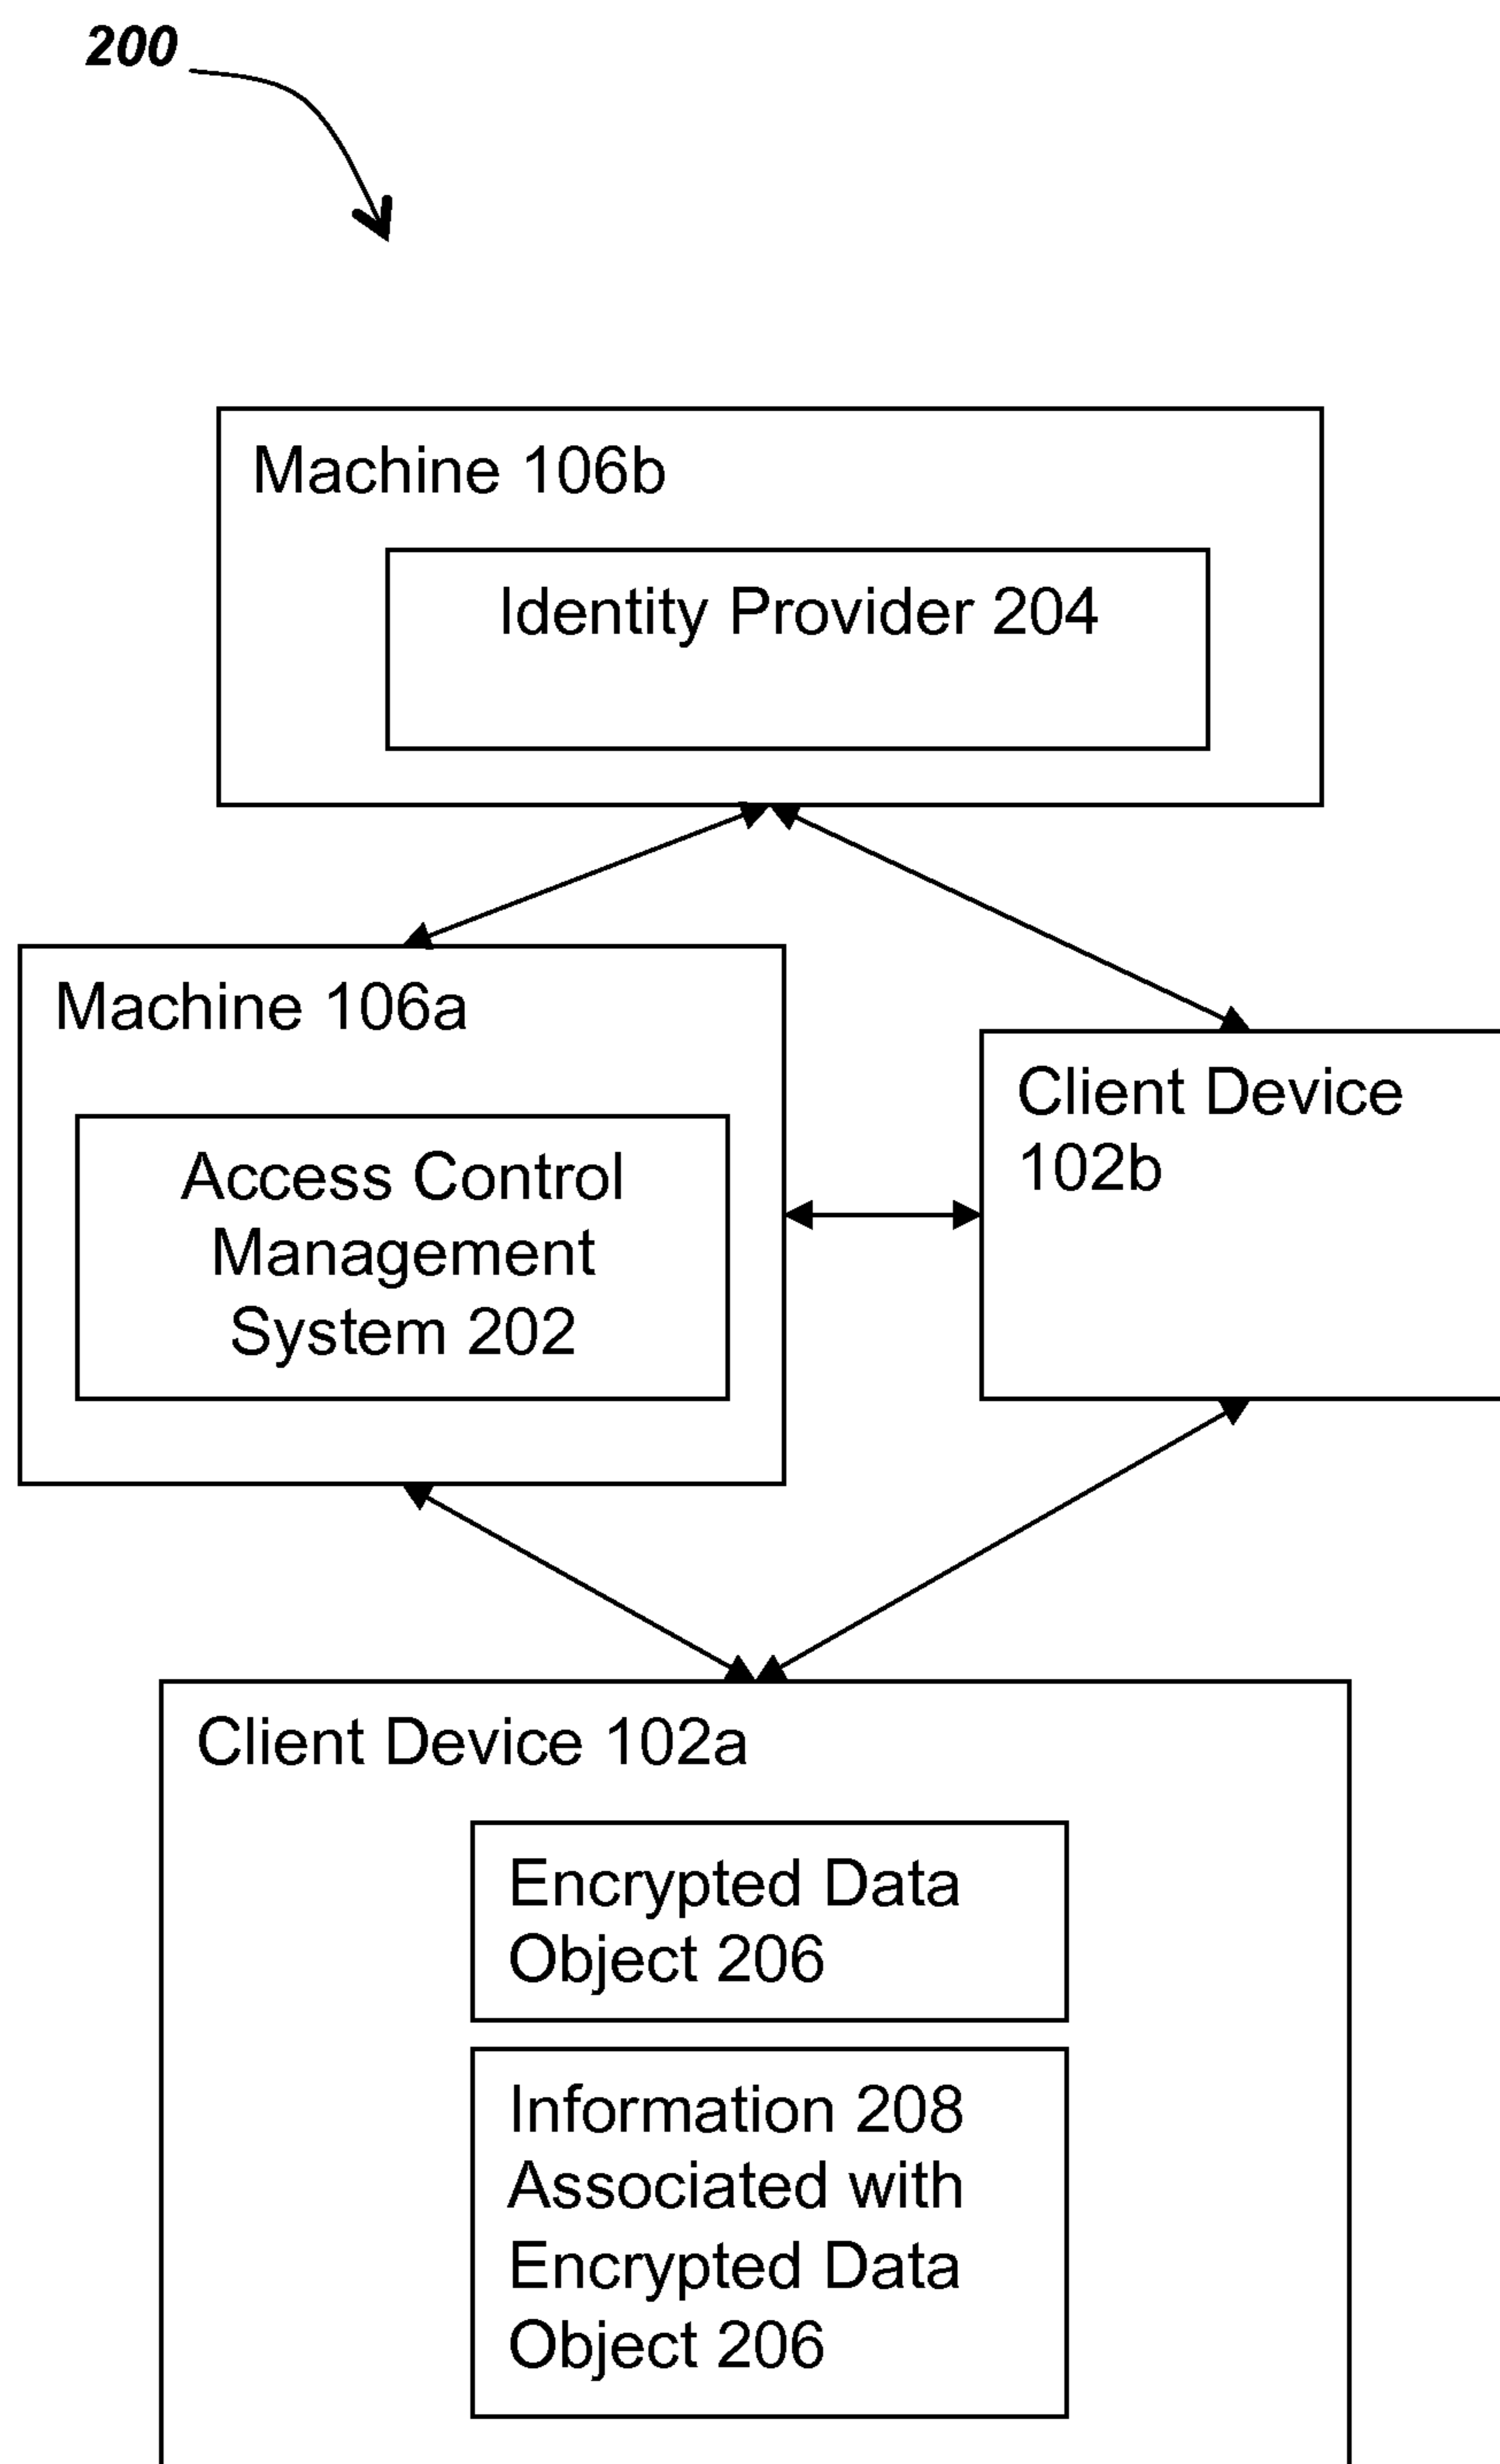 200
Machine 106b
Identity Provider 204
Machine 106a
Access Control
Management
System 202
Client Device
102b
Client Device 102a
Encrypted Data
Object 206
Information 208
Associated with
Encrypted Data
Object 206